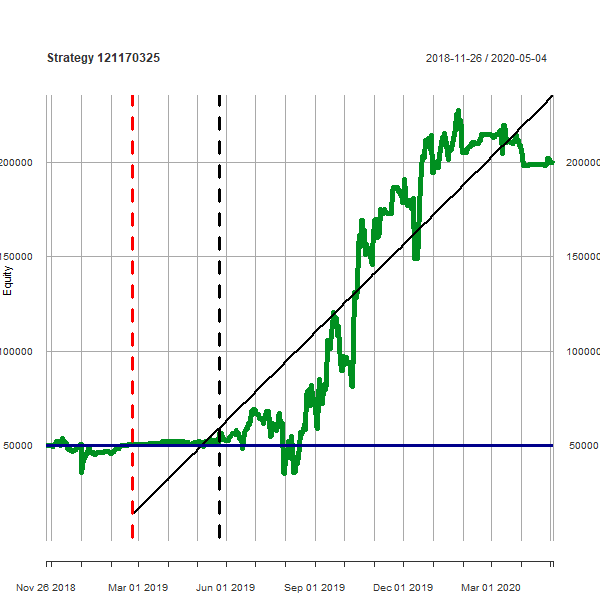 Strategy 121170325
2018-11-26 / 2020-05-04
200000
200000
150000
150000
Equity
100000
100000
50000
50000
Nov 26 2018
Mar 01 2019
Jun 01 2019
Sep 01 2019
Dec 01 2019
Mar 01 2020